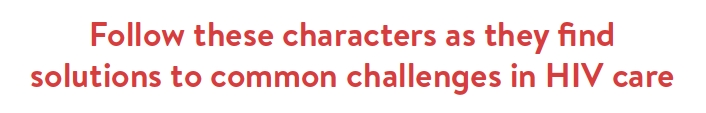 Follow these characters as they find
solutions to common challenges in HIV care